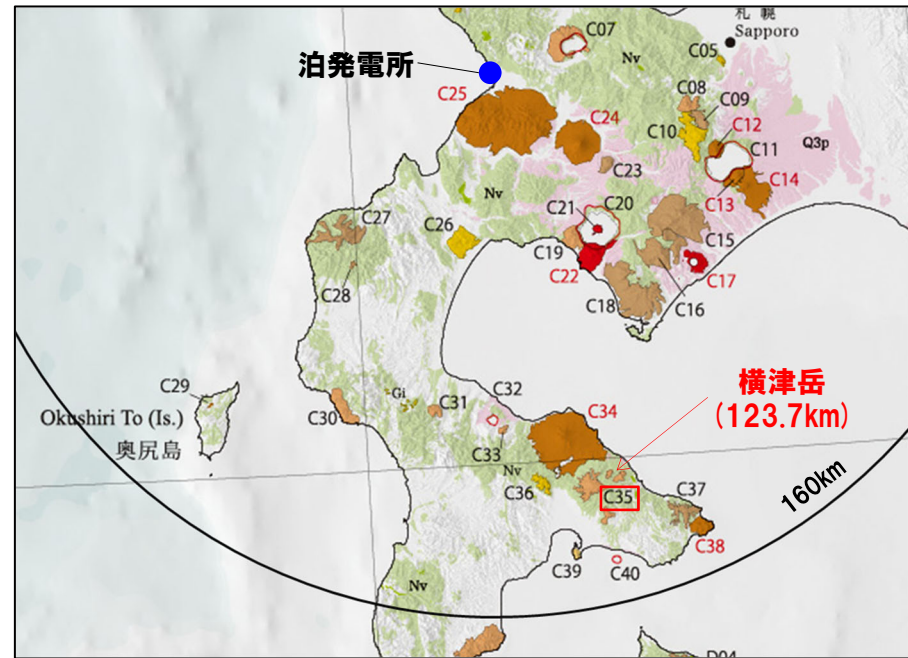 札 幌
Sapporo
C07
Nv
C05
泊発電所
C25
C24
C08
C09
C10
C12
C11
Q3p
C23
C14
C13
Nv
C20
C21
C27
C26
C15
C19
C22
C17
C28
C18
C16
C29
Gi
C32
横津岳
(123.7km)
Okushiri To (Is.)
奥尻島
C30
C31
C34
C33
Nv
C36
C35
C37
160km
C38
C39
C40
Nv
D04